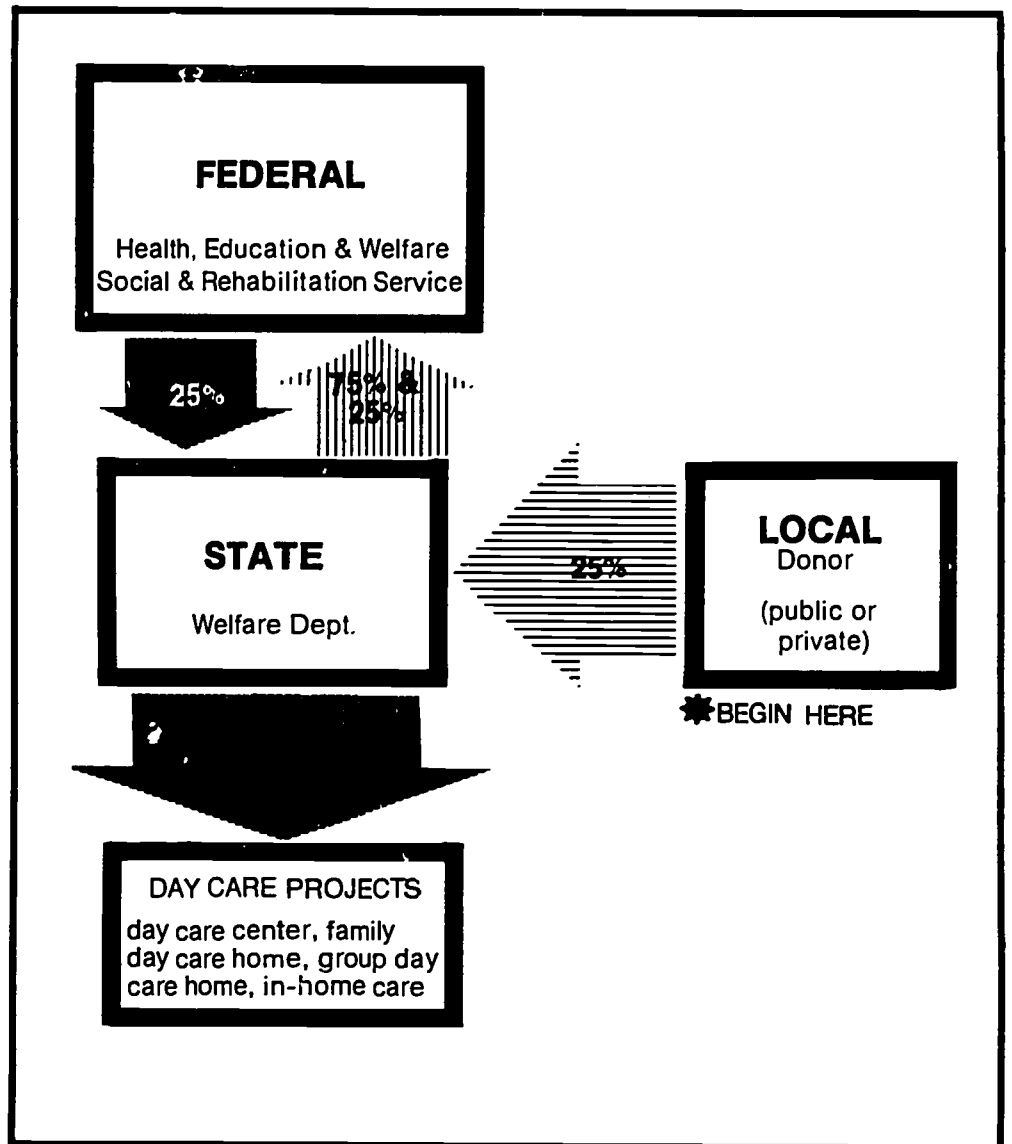 FEDERAL
Health, Education & Welfare
Social & Rehabilitation Service
25%
75% &
25%
STATE
Welfare Dept.
25%
LOCAL
Donor
(public or
private)
BEGIN HERE
DAY CARE PROJECTS
day care center, family
day care home, group day
care home, in-home care